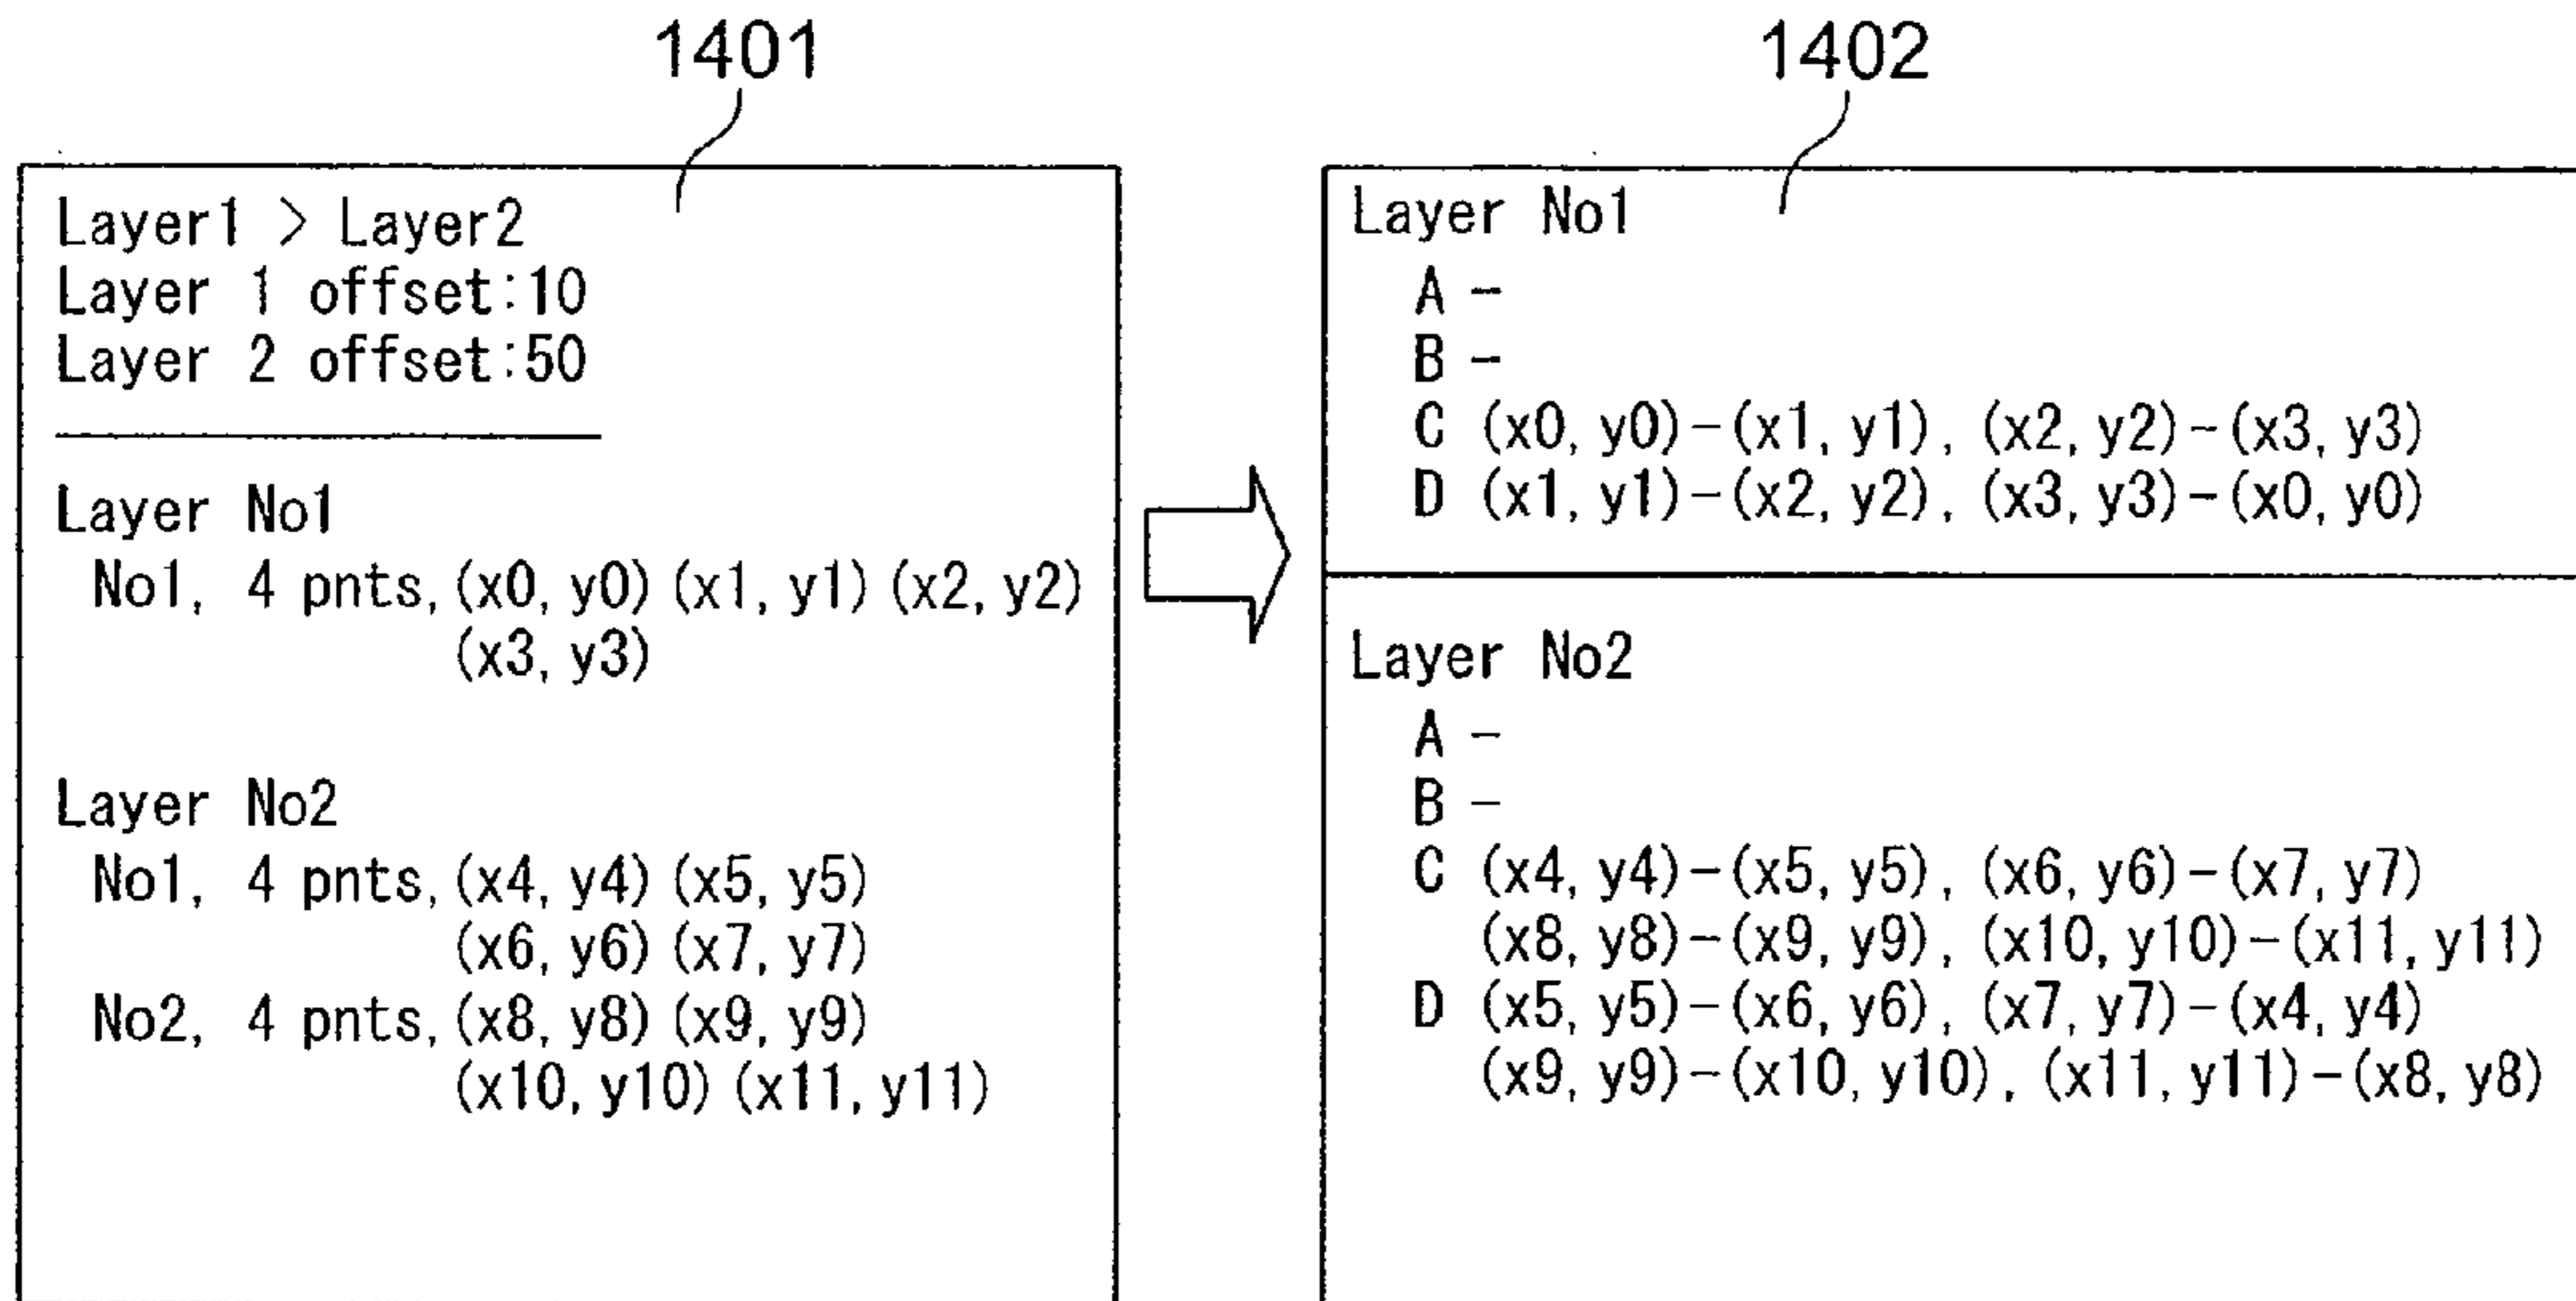 1401
Layer1 > Layer2
Layer 1 offset:10
Layer 2 offset:50
Layer No1
No1, 4 pnts, (x0, y0) (x1, y1) (x2, y2)
(x3, y3)
Layer No2
No1, 4 pnts, (x4, y4) (x5, y5)
(x6, y6) (x7, y7)
No2, 4 pnts, (x8, y8) (x9, y9)
(x10, y10) (x11, y11)
1402
Layer No1
A -
B -
C (x0, y0)-(x1, y1), (x2, y2)-(x3, y3)
D (x1, y1)-(x2, y2), (x3, y3)-(x0, y0)
Layer No2
A -
B -
C (x4, y4)-(x5, y5), (x6, y6)-(x7, y7)
(x8, y8)-(x9, y9), (x10, y10)-(x11, y11)
D (x5, y5)-(x6, y6), (x7, y7)-(x4, y4)
(x9, y9)-(x10, y10), (x11, y11)-(x8, y8)